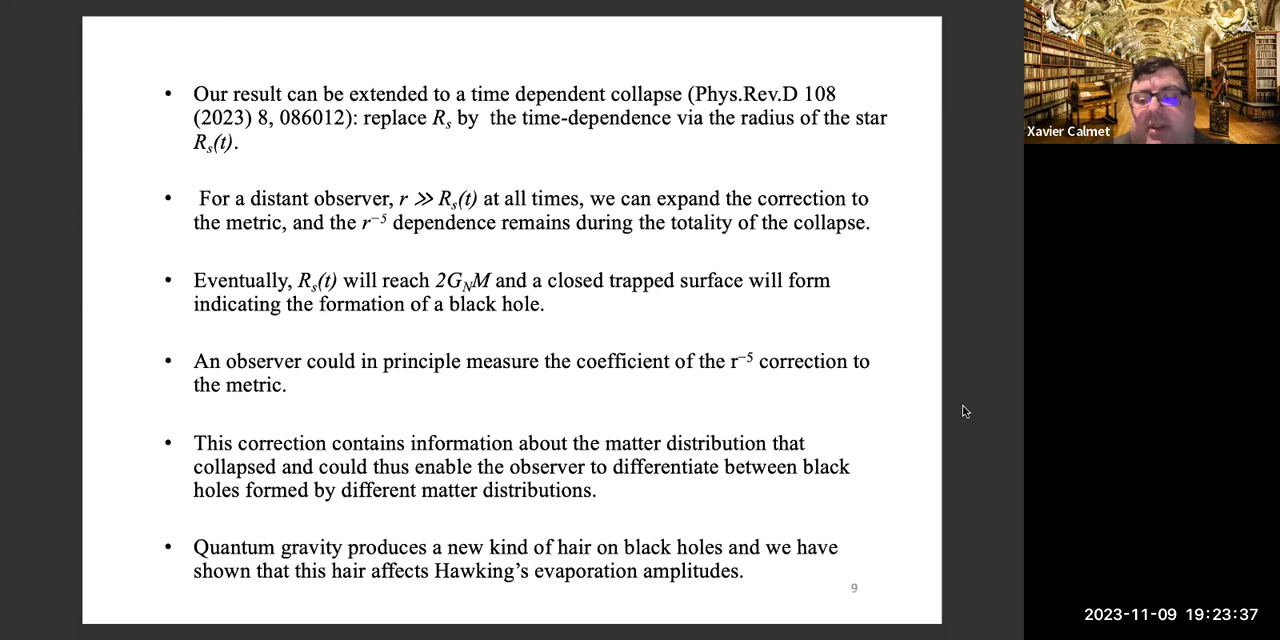 • Our result can be extended to a time dependent collapse (Phys.Rev.D 108
(2023) 8, 086012): replace Rₛ by the time-dependence via the radius of the star
Rₛ(t).
• For a distant observer, r ≫ Rₛ(t) at all times, we can expand the correction to
the metric, and the r⁻⁵ dependence remains during the totality of the collapse.
• Eventually, Rₛ(t) will reach 2G_NM and a closed trapped surface will form
indicating the formation of a black hole.
• An observer could in principle measure the coefficient of the r⁻⁵ correction to
the metric.
• This correction contains information about the matter distribution that
collapsed and could thus enable the observer to differentiate between black
holes formed by different matter distributions.
• Quantum gravity produces a new kind of hair on black holes and we have
shown that this hair affects Hawking's evaporation amplitudes.
9
Xavier Calmet
2023-11-09 19:23:37